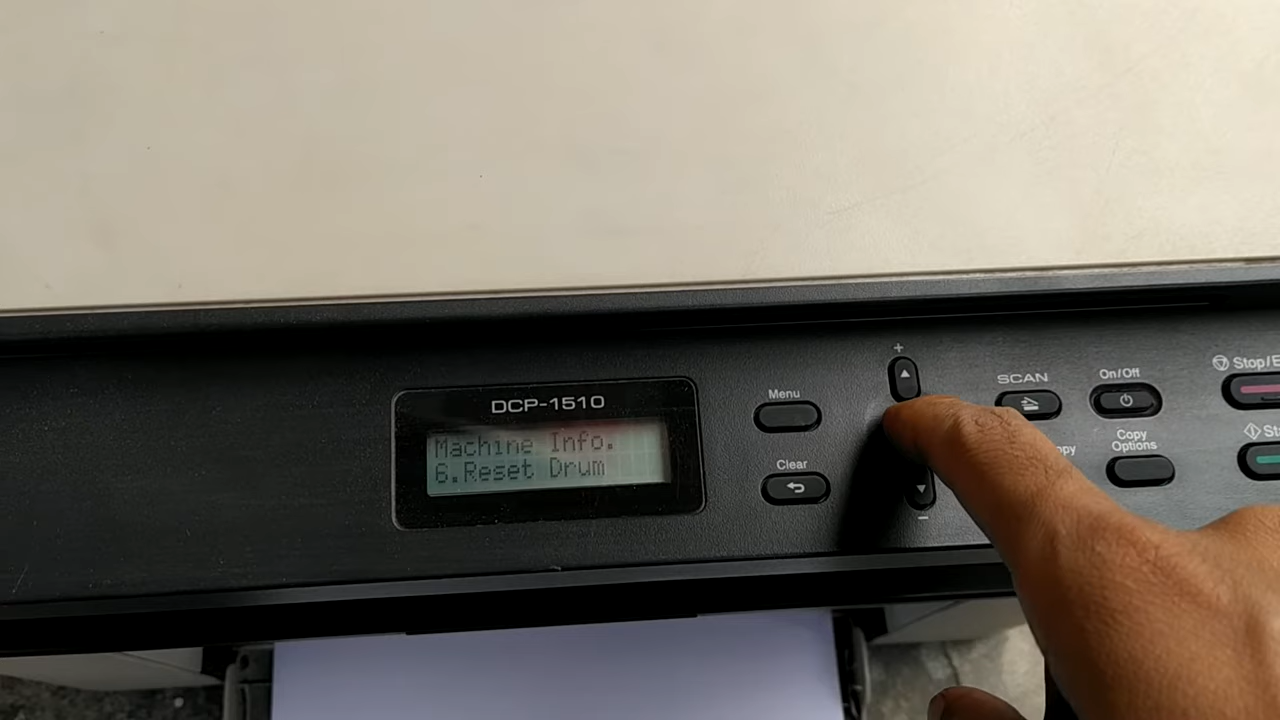 DCP-1510
Machine Info.
6.Reset Drum
Menu
Clear
+
−
SCAN
On/Off
Copy
Options